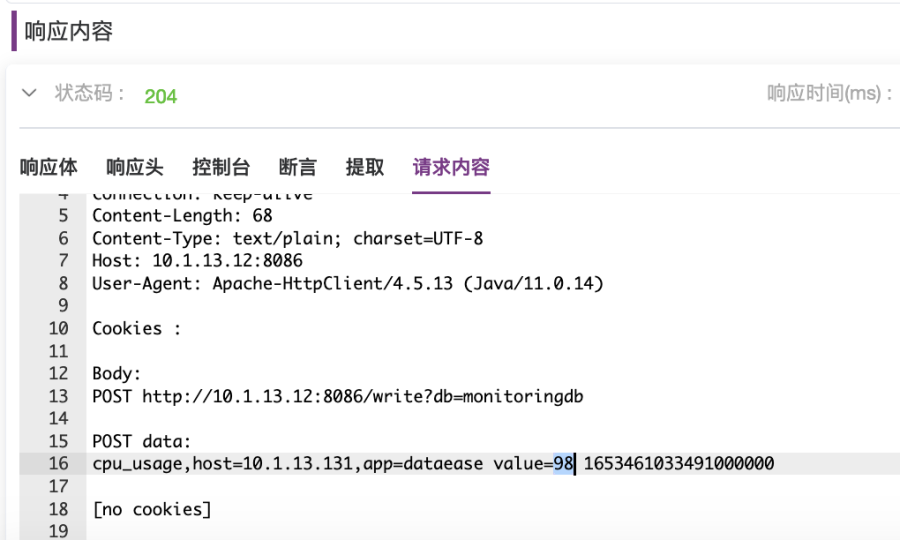 响应内容
状态码： 204 响应时间(ms)：
响应体 响应头 控制台 断言 提取 请求内容
4 Connection: keep-alive
5 Content-Length: 68
6 Content-Type: text/plain; charset=UTF-8
7 Host: 10.1.13.12:8086
8 User-Agent: Apache-HttpClient/4.5.13 (Java/11.0.14)
9
10 Cookies :
11
12 Body:
13 POST http://10.1.13.12:8086/write?db=monitoringdb
14
15 POST data:
16 cpu_usage,host=10.1.13.131,app=dataease value=98 1653461033491000000
17
18 [no cookies]
19